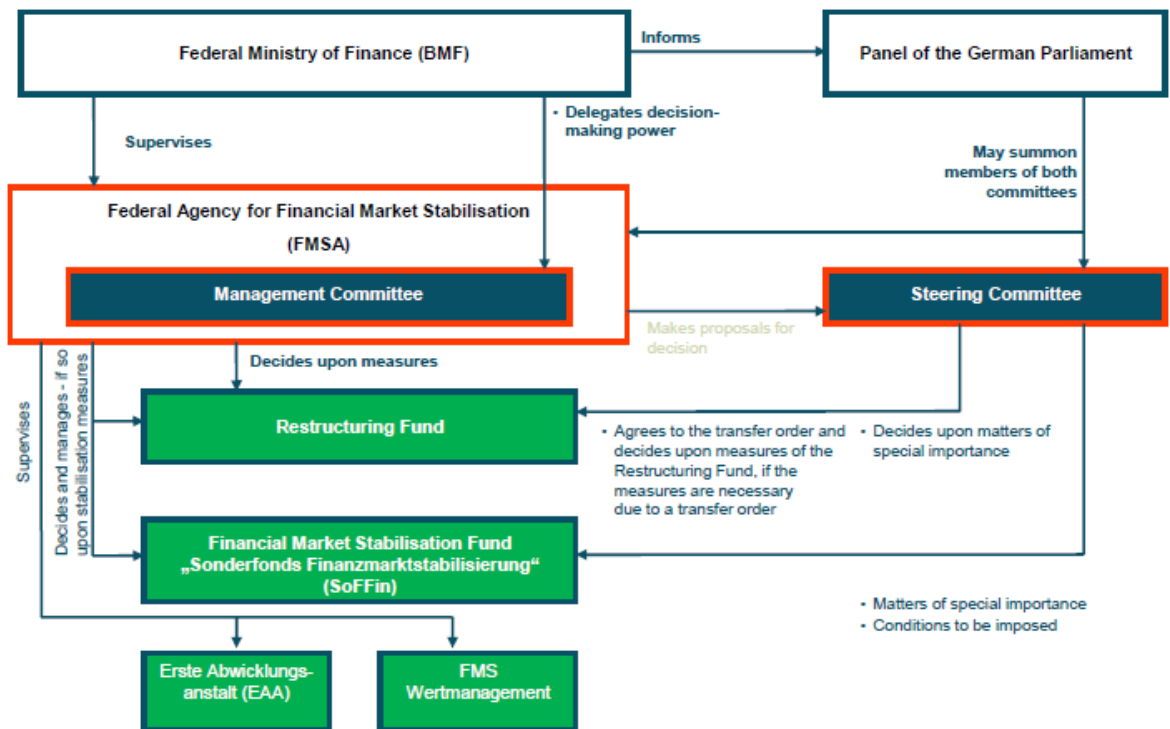 Federal Ministry of Finance (BMF)
Informs
Panel of the German Parliament
• Delegates decision-
making power
Supervises
May summon
members of both
committees
Federal Agency for Financial Market Stabilisation
(FMSA)
Management Committee
Steering Committee
Makes proposals for
decision
Decides upon measures
Supervises
Decides and manages - if so
upon stabilisation measures
Restructuring Fund
• Agrees to the transfer order and
decides upon measures of the
Restructuring Fund, if the
measures are necessary
due to a transfer order
• Decides upon matters of
special importance
Financial Market Stabilisation Fund
„Sonderfonds Finanzmarktstabilisierung“
(SoFFin)
• Matters of special importance
• Conditions to be imposed
Erste Abwicklungs-
anstalt (EAA)
FMS
Wertmanagement